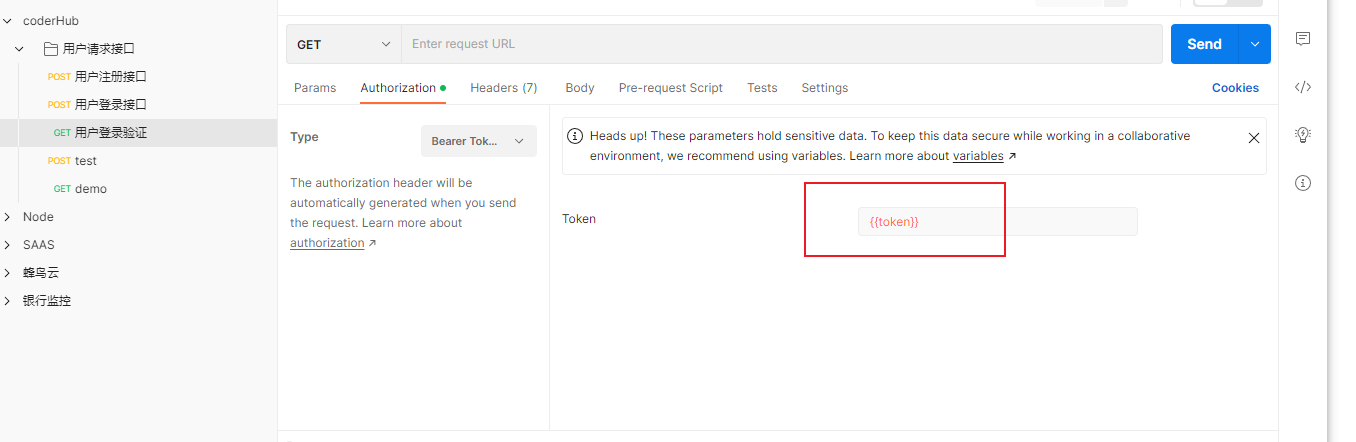 coderHub
用户请求接口
POST 用户注册接口
POST 用户登录接口
GET 用户登录验证
POST test
GET demo
Node
SAAS
蜂鸟云
银行监控
GET
Enter request URL
Send
Params
Authorization
Headers (7)
Body
Pre-request Script
Tests
Settings
Cookies
Type
Bearer Tok...
The authorization header will be
automatically generated when you send
the request. Learn more about
authorization ↗
Heads up! These parameters hold sensitive data. To keep this data secure while working in a collaborative
environment, we recommend using variables. Learn more about variables ↗
Token
{{token}}